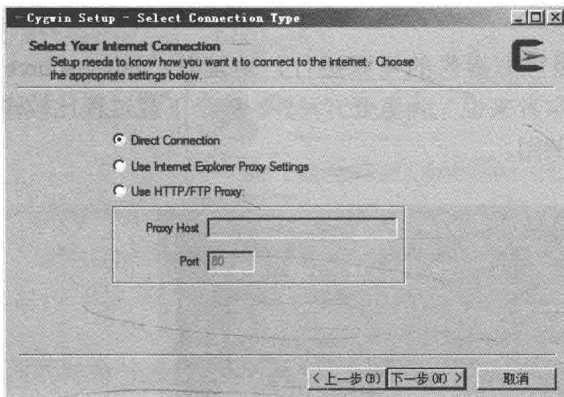 Cygwin Setup - Select Connection Type
Select Your Internet Connection
Setup needs to know how you want it to connect to the internet. Choose
the appropriate settings below.
Direct Connection
Use Internet Explorer Proxy Settings
Use HTTP/FTP Proxy:
Proxy Host
Port 80
<上一步(B) 下一步(N)> 取消